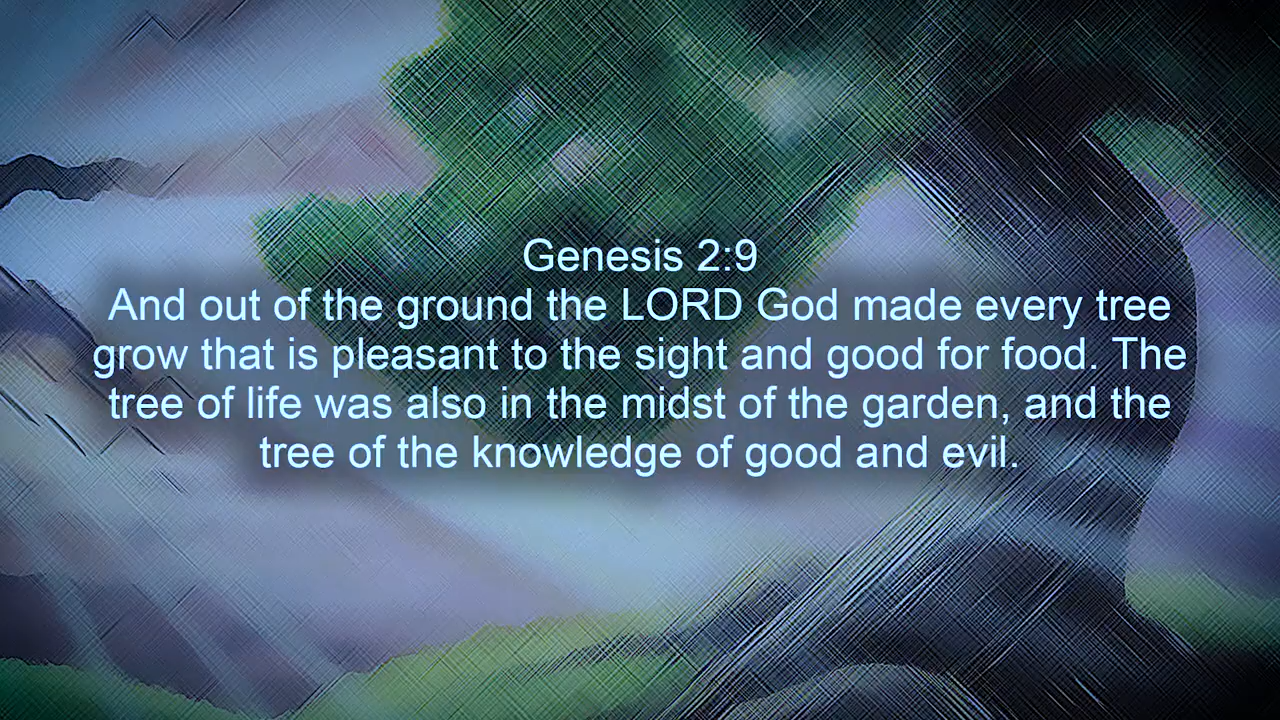 Genesis 2:9
And out of the ground the LORD God made every tree
grow that is pleasant to the sight and good for food. The
tree of life was also in the midst of the garden, and the
tree of the knowledge of good and evil.